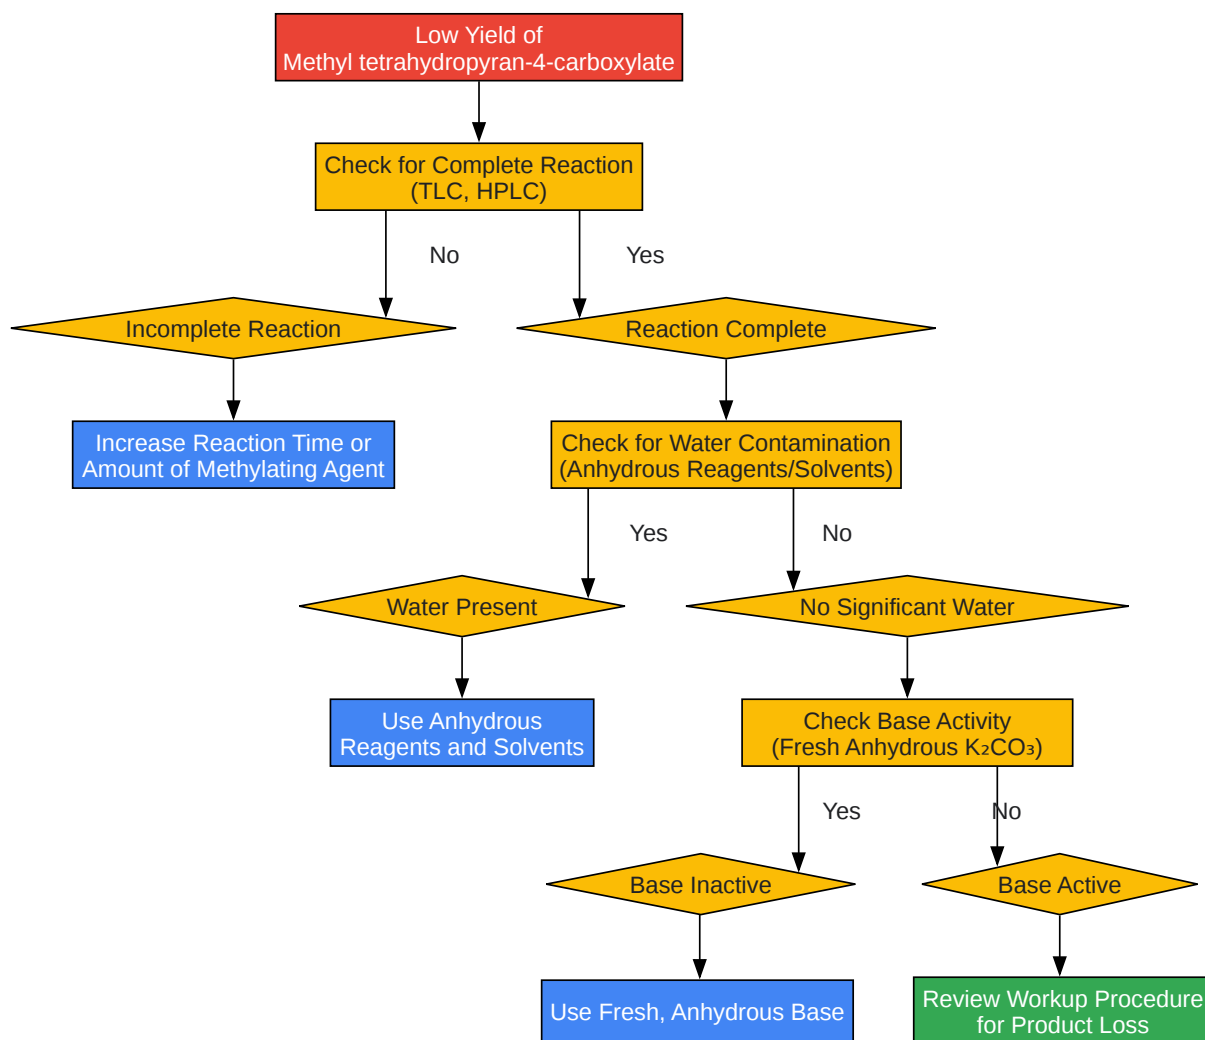 Low Yield of
Methyl tetrahydropyran-4-carboxylate
Check for Complete Reaction
(TLC, HPLC)
No
Yes
Incomplete Reaction
Reaction Complete
Increase Reaction Time or
Amount of Methylating Agent
Check for Water Contamination
(Anhydrous Reagents/Solvents)
Yes
No
Water Present
No Significant Water
Use Anhydrous
Reagents and Solvents
Check Base Activity
(Fresh Anhydrous K₂CO₃)
Yes
No
Base Inactive
Base Active
Use Fresh, Anhydrous Base
Review Workup Procedure
for Product Loss